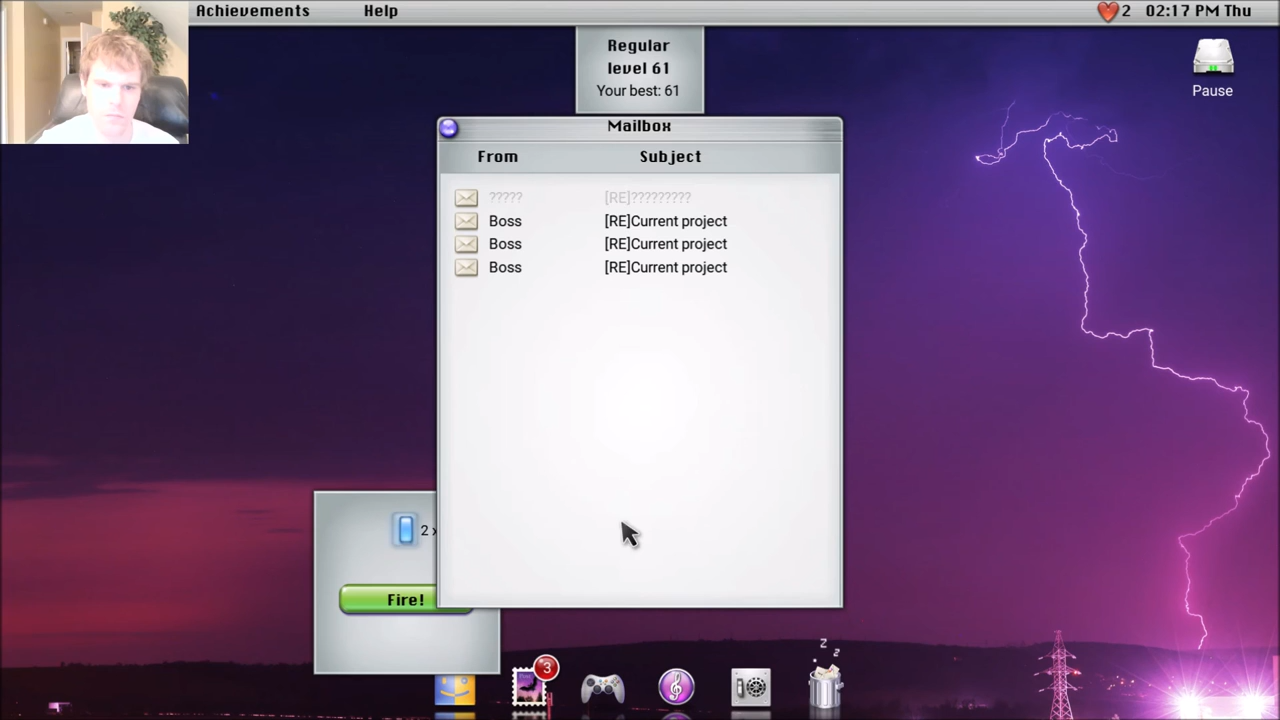 Achievements Help 2 02:17 PM Thu
Regular
level 61
Your best: 61
Pause
Mailbox
From Subject
????? [RE]?????????
Boss [RE]Current project
Boss [RE]Current project
Boss [RE]Current project
2 x
Fire!
z z
3